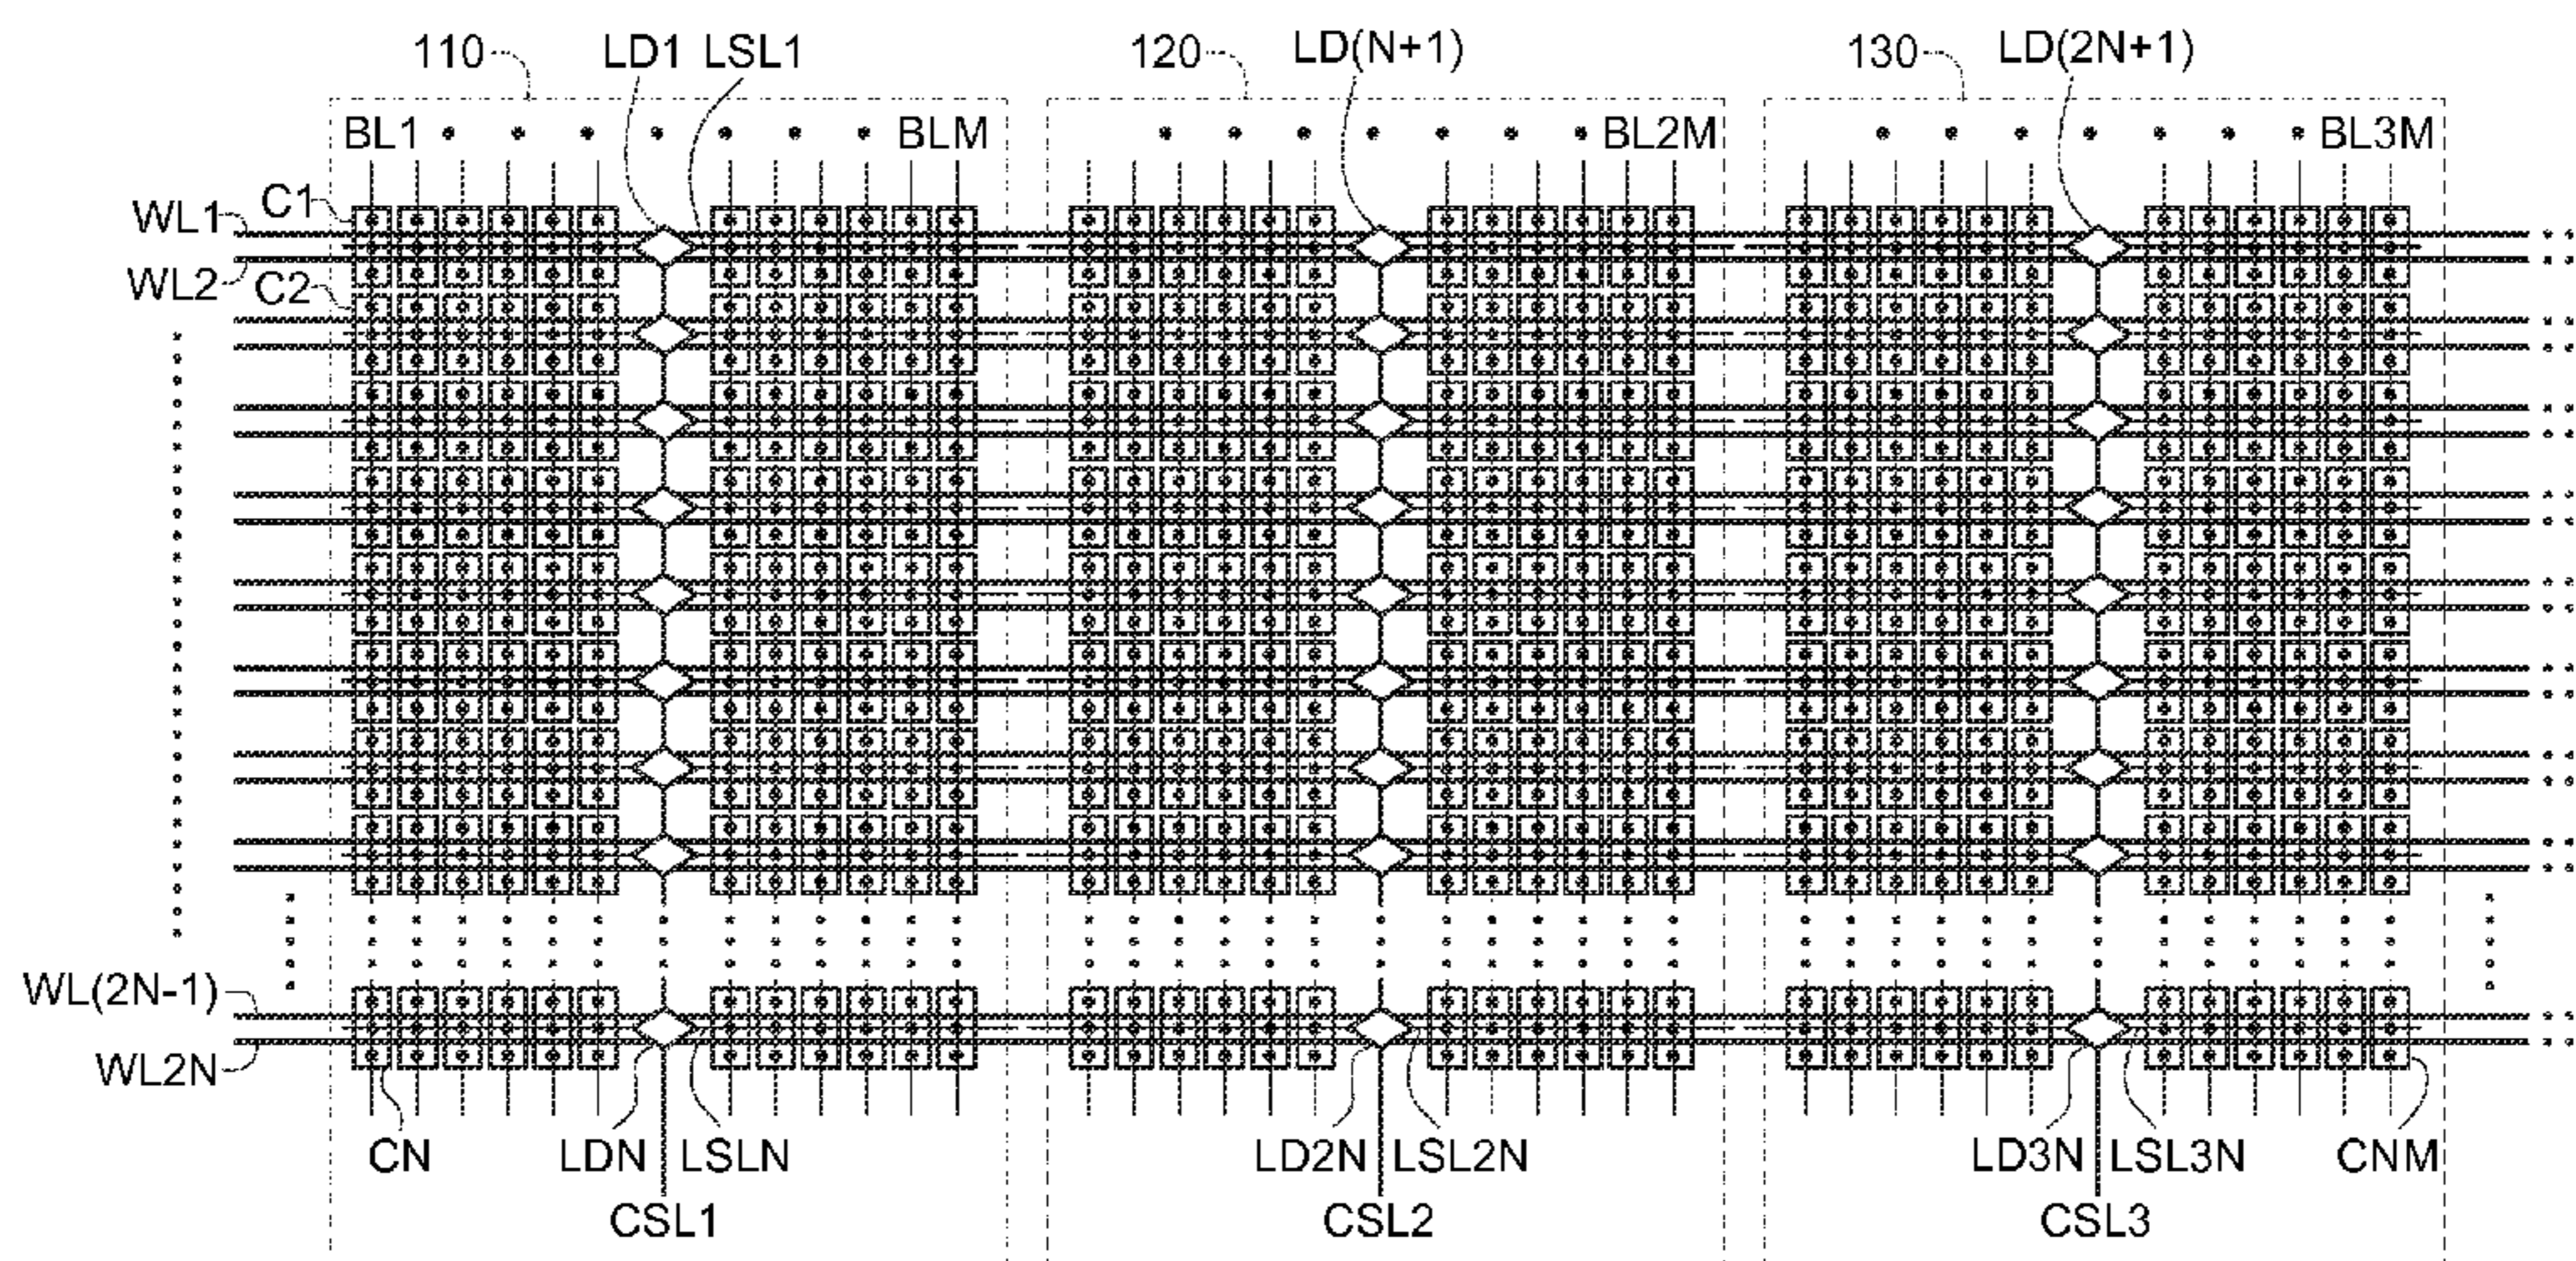 110 LD1 LSL1 120 LD(N+1) 130 LD(2N+1)
BL1 BLM BL2M BL3M
C1
WL1
WL2 C2
WL(2N-1)
WL2N
CN LDN LSLN LD2N LSL2N LD3N LSL3N CNM
CSL1 CSL2 CSL3